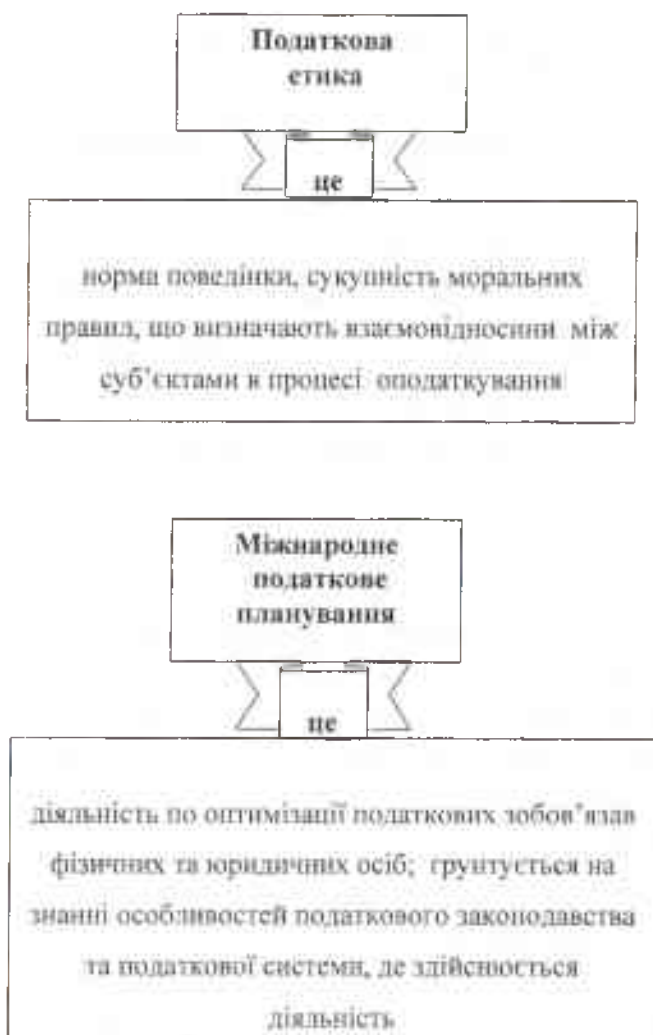 Податкова
етика
це
норма поведінки, сукупність моральних
правил, що визначають взаємовідносини між
суб’єктами в процесі оподаткування
Міжнародне
податкове
планування
це
діяльність по оптимізації податкових зобов’язав
фізичних та юридичних осіб; грунтується на
знанні особливостей податкового законодавства
та податкової системи, де здійснюється
діяльність